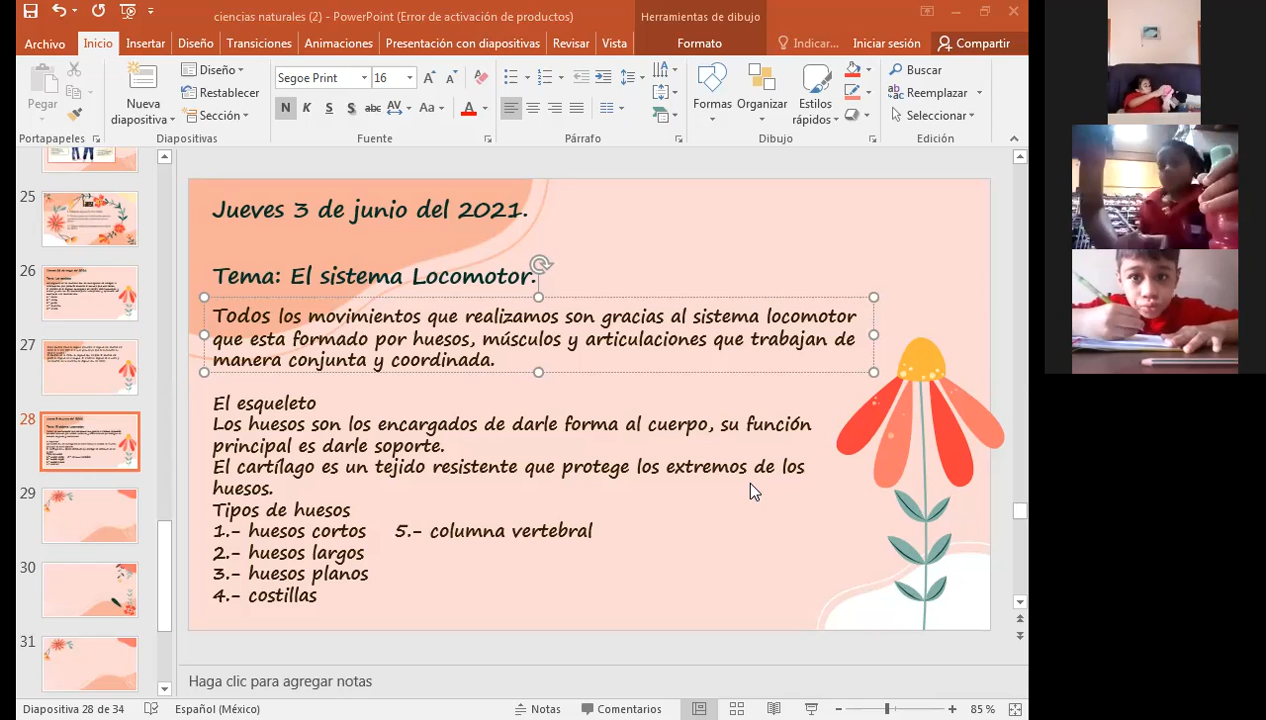 ciencias naturales (2) - PowerPoint (Error de activación de productos)
Herramientas de dibujo
Archivo Inicio Insertar Diseño Transiciones Animaciones Presentación con diapositivas Revisar Vista Formato Indicar... Iniciar sesión Compartir
Pegar
Nueva diapositiva
Diseño
Restablecer
Sección
Segoe Print 16
N K S S abc AV Aa A
Formas Organizar Estilos rápidos
Buscar
Reemplazar
Seleccionar
Portapapeles Diapositivas Fuente Párrafo Dibujo Edición
25
26
27
28
29
30
31
Jueves 3 de junio del 2021.
Tema: El sistema Locomotor.
Todos los movimientos que realizamos son gracias al sistema locomotor
que esta formado por huesos, músculos y articulaciones que trabajan de
manera conjunta y coordinada.
El esqueleto
Los huesos son los encargados de darle forma al cuerpo, su función
principal es darle soporte.
El cartílago es un tejido resistente que protege los extremos de los
huesos.
Tipos de huesos
1.- huesos cortos 5.- columna vertebral
2.- huesos largos
3.- huesos planos
4.- costillas
Haga clic para agregar notas
Diapositiva 28 de 34 Español (México) Notas Comentarios 85 %